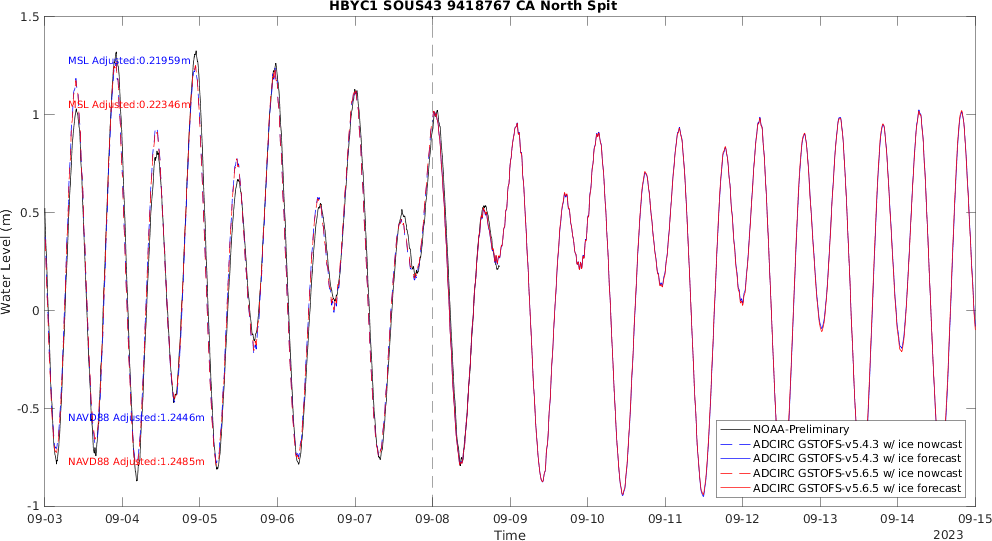 HBYC1 SOUS43 9418767 CA North Spit
1.5
1
0.5
0
-0.5
-1
Water Level (m)
MSL Adjusted:0.21959m
MSL Adjusted:0.22346m
NAVD88 Adjusted:1.2446m
NAVD88 Adjusted:1.2485m
NOAA-Preliminary
ADCIRC GSTOFS-v5.4.3 w/ ice nowcast
ADCIRC GSTOFS-v5.4.3 w/ ice forecast
ADCIRC GSTOFS-v5.6.5 w/ ice nowcast
ADCIRC GSTOFS-v5.6.5 w/ ice forecast
09-03 09-04 09-05 09-06 09-07 09-08 09-09 09-10 09-11 09-12 09-13 09-14 09-15
Time
2023